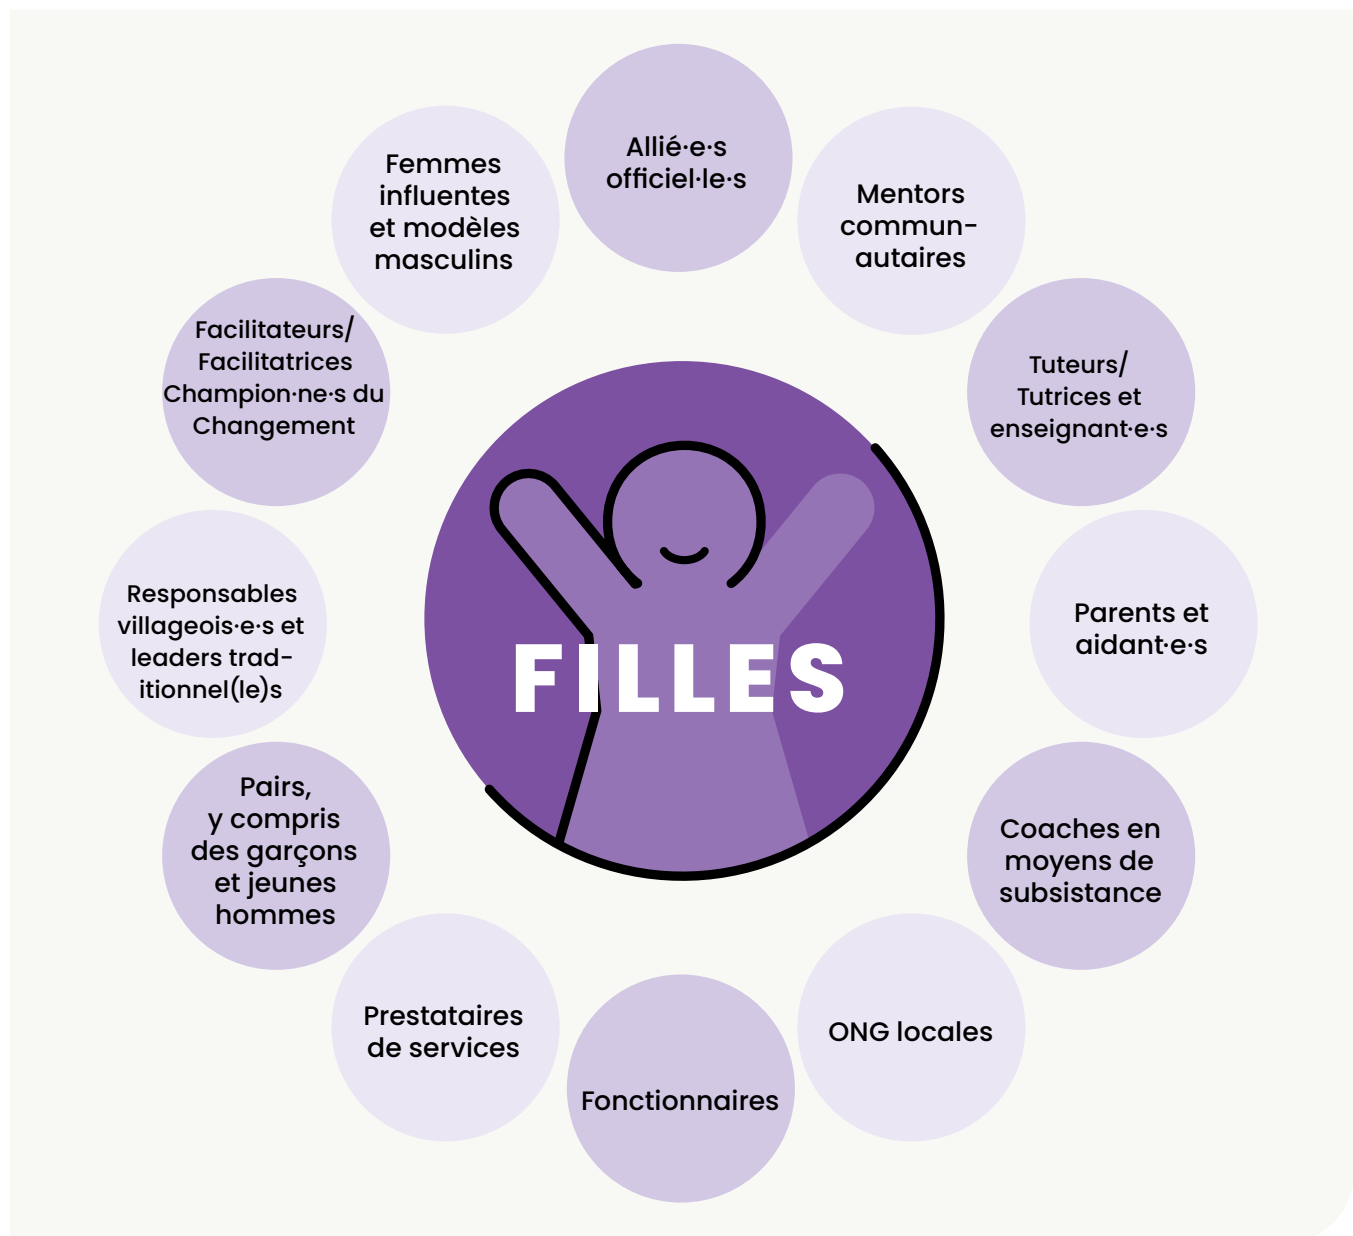 Allié·e·s
officiel·le·s
Mentors
commun-
autaires
Tuteurs/
Tutrices et
enseignant·e·s
Parents et
aidant·e·s
Coaches en
moyens de
subsistance
ONG locales
Fonctionnaires
Prestataires
de services
Pairs,
y compris
des garçons
et jeunes
hommes
Responsables
villageois·e·s et
leaders trad-
itionnel(le)s
Facilitateurs/
Facilitatrices
Champion·ne·s du
Changement
Femmes
influentes
et modèles
masculins
FILLES